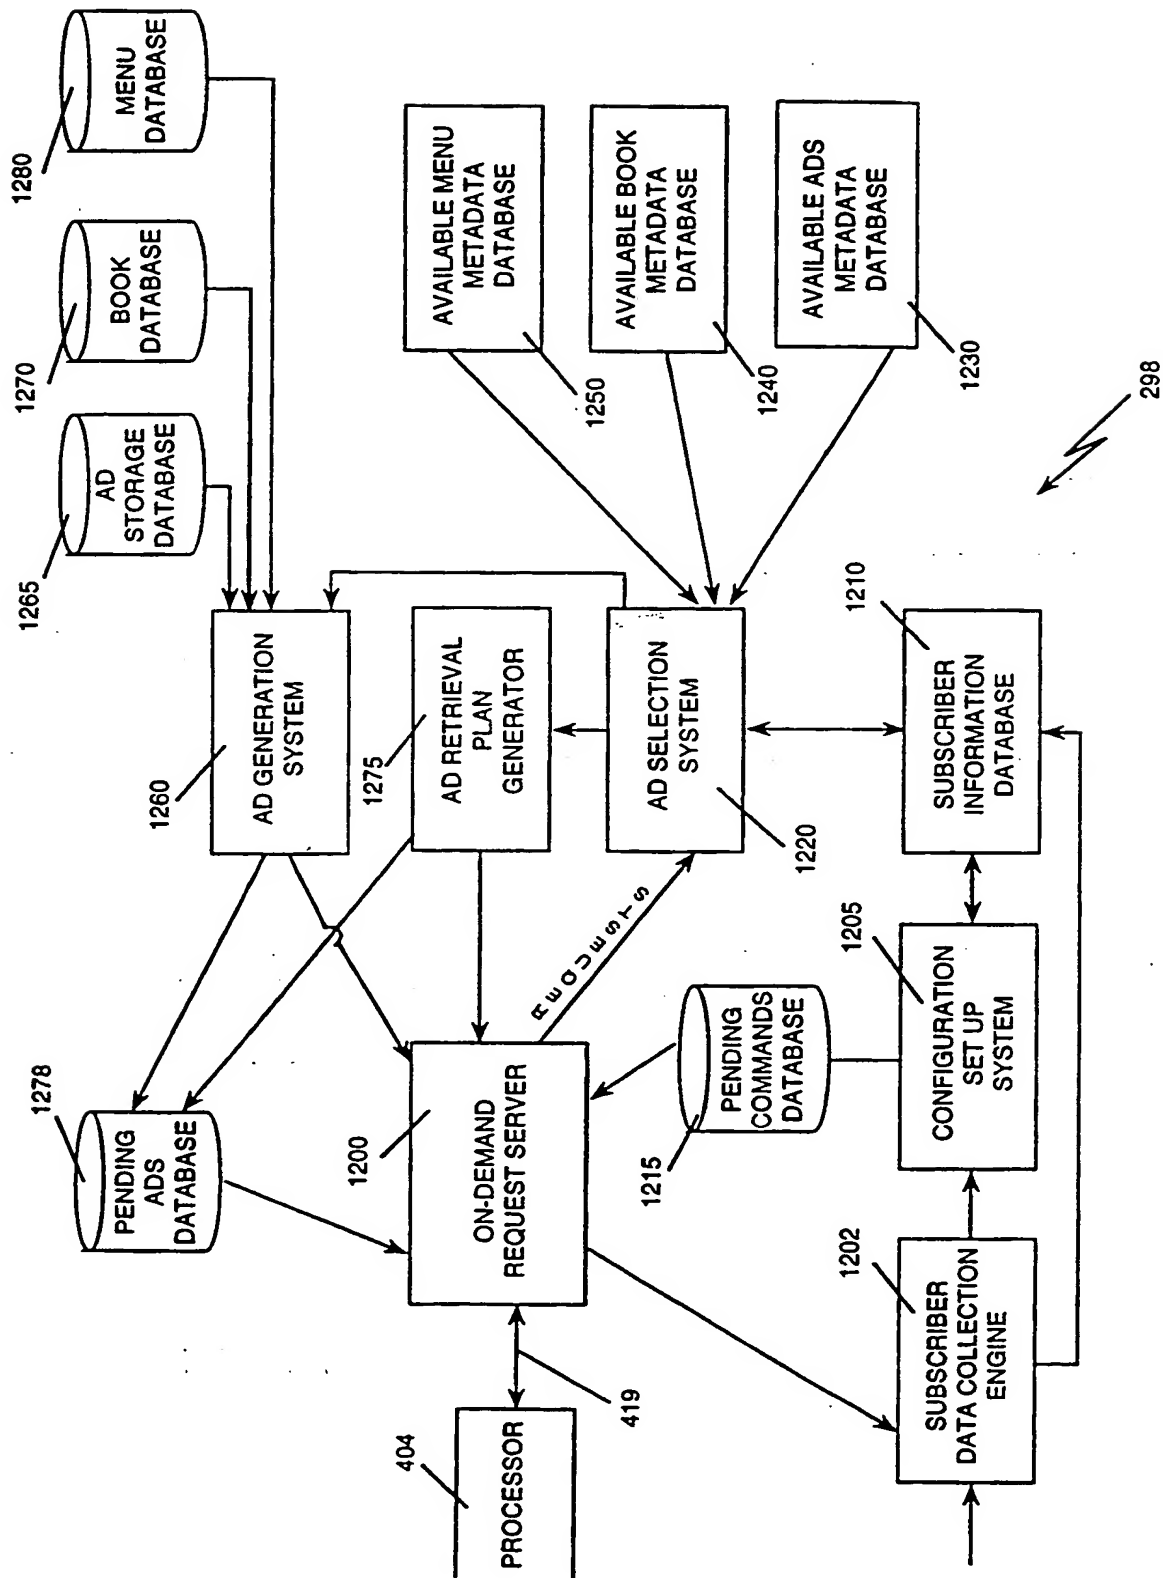 1280
MENU
DATABASE
1270
BOOK
DATABASE
1265
AD
STORAGE
DATABASE
1260
AD GENERATION
SYSTEM
1278
PENDING
ADS
DATABASE
1275
AD RETRIEVAL
PLAN
GENERATOR
AVAILABLE MENU
METADATA
DATABASE
1250
404
PROCESSOR
419
1200
ON-DEMAND
REQUEST SERVER
REQUESTS
AD SELECTION
SYSTEM
1220
AVAILABLE BOOK
METADATA
DATABASE
1240
PENDING
COMMANDS
DATABASE
1215
AVAILABLE ADS
METADATA
DATABASE
1230
1202
SUBSCRIBER
DATA COLLECTION
ENGINE
1205
CONFIGURATION
SET UP
SYSTEM
1210
SUBSCRIBER
INFORMATION
DATABASE
298